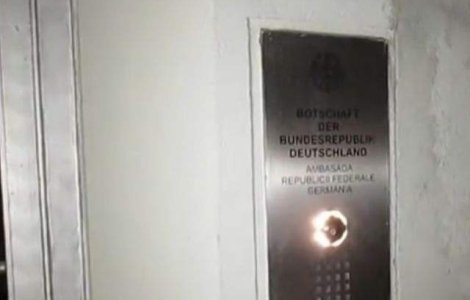 BOTSCHAFT
DER
BUNDESREPUBLIK
DEUTSCHLAND
AMBASADA
REPUBLICII FEDERALE
GERMANIA